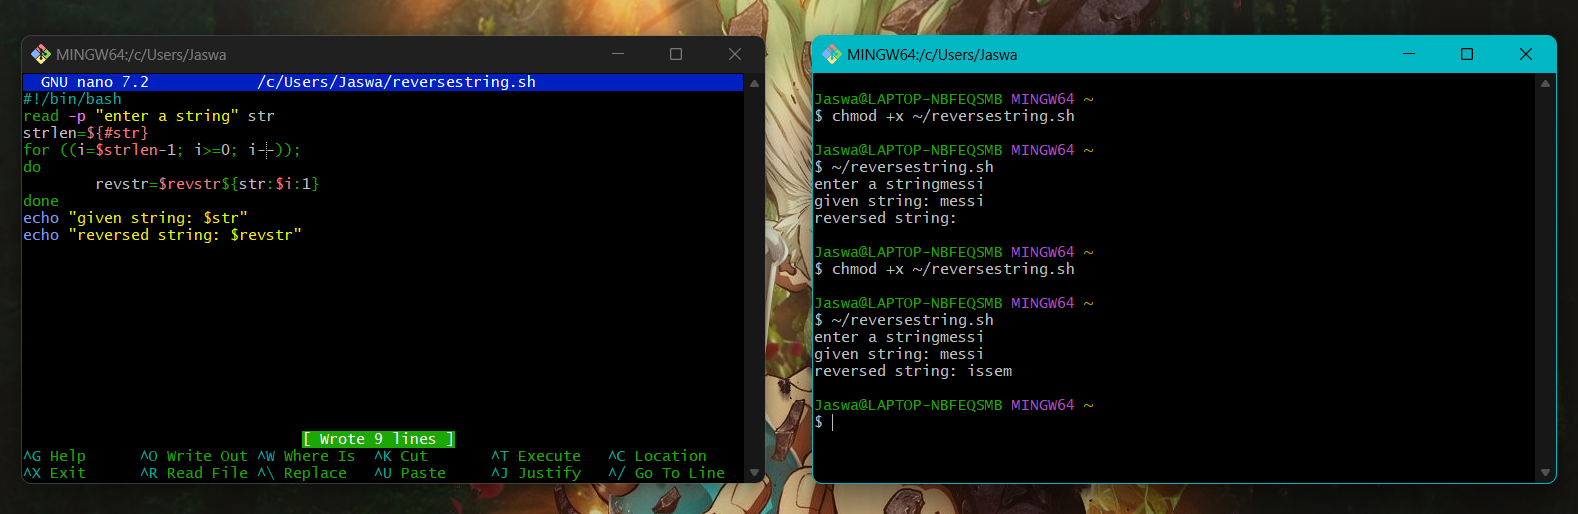 MINGW64:/c/Users/Jaswa
GNU nano 7.2 /c/Users/Jaswa/reversestring.sh
#!/bin/bash
read -p "enter a string" str
strlen=${#str}
for ((i=$strlen-1; i>=0; i--));
do
revstr=$revstr${str:$i:1}
done
echo "given string: $str"
echo "reversed string: $revstr"
[ Wrote 9 lines ]
^G Help ^O Write Out ^W Where Is ^K Cut ^T Execute ^C Location
^X Exit ^R Read File ^\ Replace ^U Paste ^J Justify ^/ Go To Line
MINGW64:/c/Users/Jaswa
Jaswa@LAPTOP-NBFEQSMB MINGW64 ~
$ chmod +x ~/reversestring.sh
Jaswa@LAPTOP-NBFEQSMB MINGW64 ~
$ ~/reversestring.sh
enter a stringmessi
given string: messi
reversed string:
Jaswa@LAPTOP-NBFEQSMB MINGW64 ~
$ chmod +x ~/reversestring.sh
Jaswa@LAPTOP-NBFEQSMB MINGW64 ~
$ ~/reversestring.sh
enter a stringmessi
given string: messi
reversed string: issem
Jaswa@LAPTOP-NBFEQSMB MINGW64 ~
$